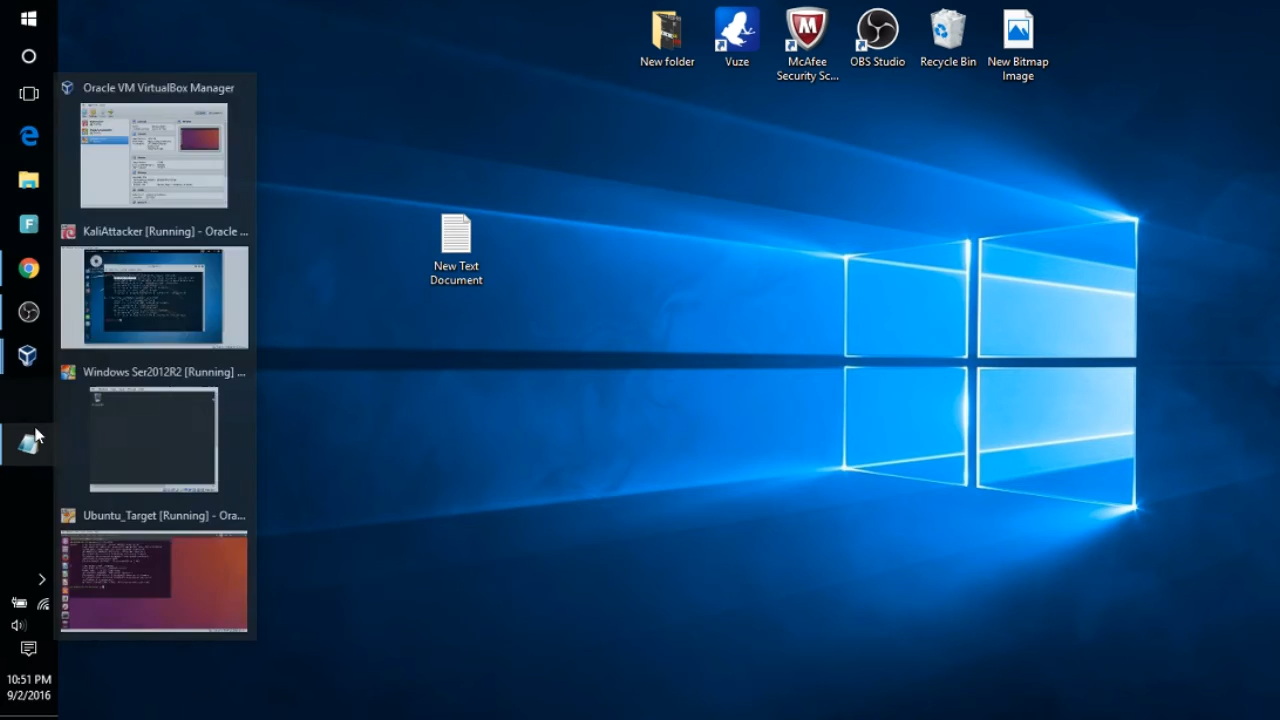 New folder
Vuze
McAfee
Security Sc...
OBS Studio
Recycle Bin
New Bitmap
Image
Oracle VM VirtualBox Manager
KaliAttacker [Running] - Oracle ...
New Text
Document
F
Windows Ser2012R2 [Running] ...
Ubuntu_Target [Running] - Ora...
10:51 PM
9/2/2016